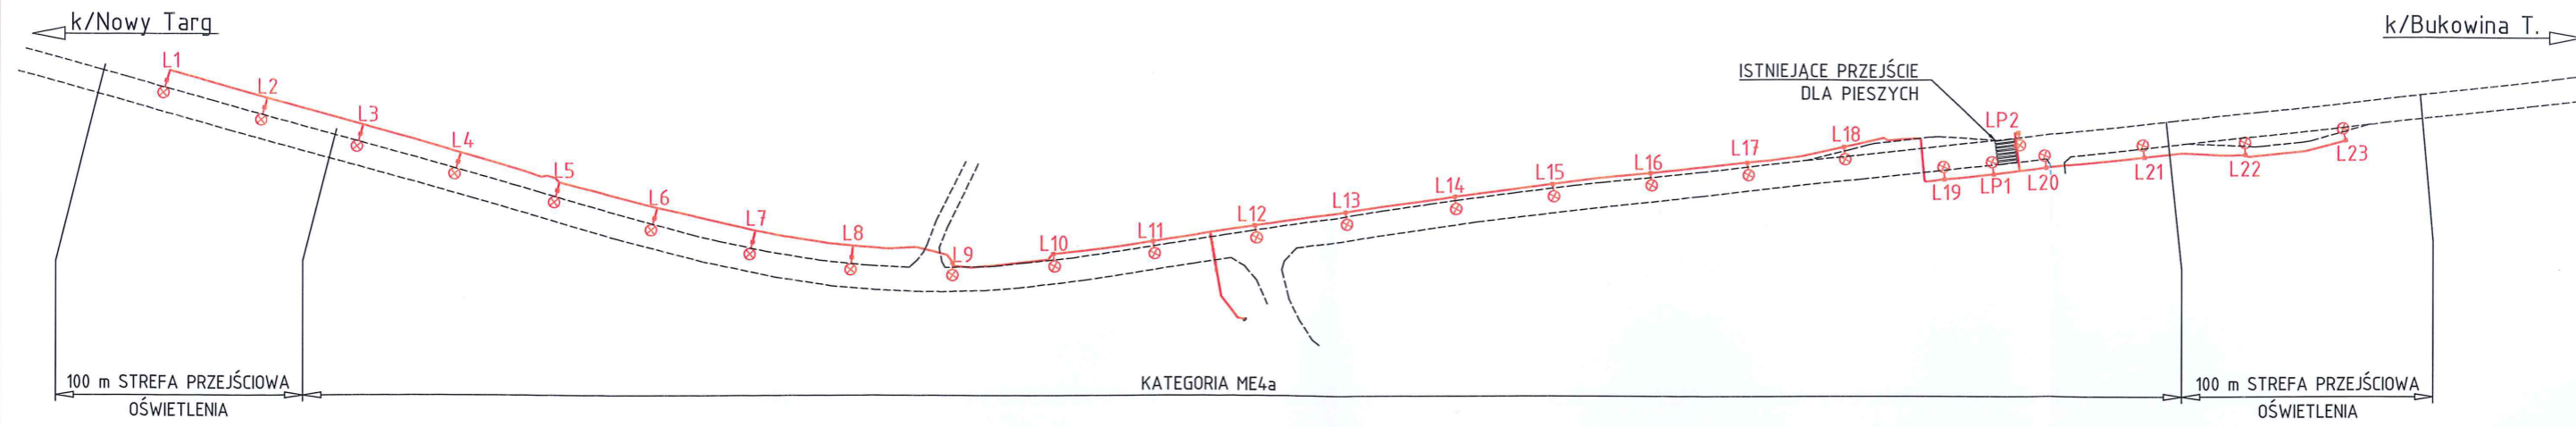 k/Nowy Targ
k/Bukowina T.
L1
L2
L3
L4
L5
L6
L7
L8
L9
L10
L11
L12
L13
L14
L15
L16
L17
L18
ISTNIEJĄCE PRZEJŚCIE
DLA PIESZYCH
LP2
L19
LP1
L20
L21
L22
L23
100 m STREFA PRZEJŚCIOWA
OŚWIETLENIA
KATEGORIA ME4a
100 m STREFA PRZEJŚCIOWA
OŚWIETLENIA